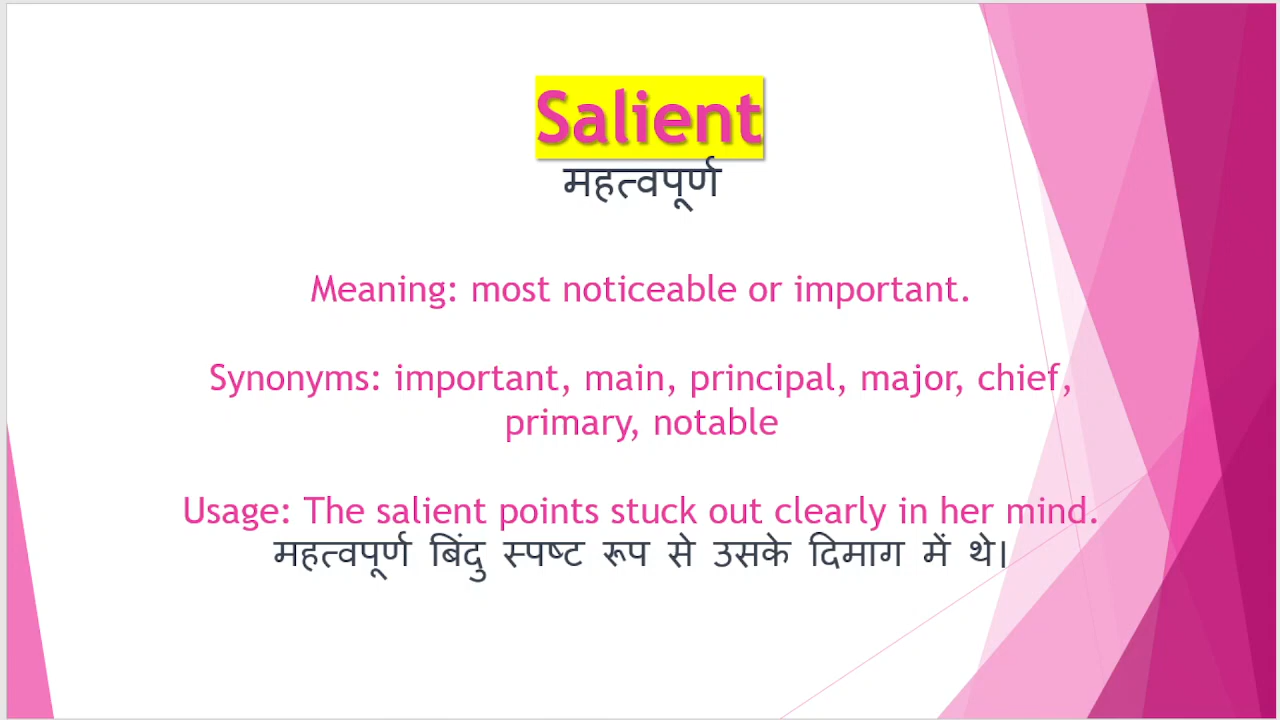 Salient
महत्वपूर्ण
Meaning: most noticeable or important.
Synonyms: important, main, principal, major, chief,
primary, notable
Usage: The salient points stuck out clearly in her mind.
महत्वपूर्ण बिंदु स्पष्ट रूप से उसके दिमाग में थे।